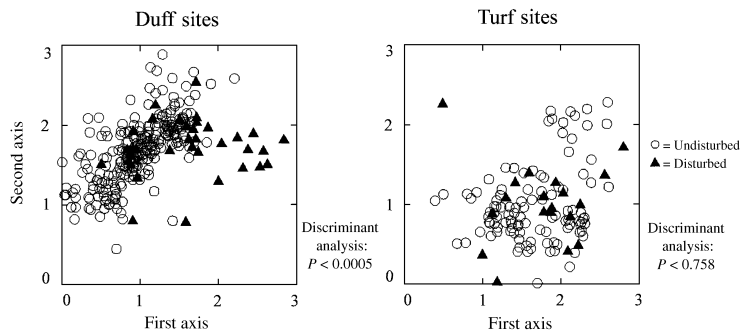 Duff sites
Turf sites
3
2
1
0
Second axis
0
1
2
3
First axis
Discriminant
analysis:
P < 0.0005
3
2
1
0
0
1
2
3
First axis
= Undisturbed
= Disturbed
Discriminant
analysis:
P < 0.758